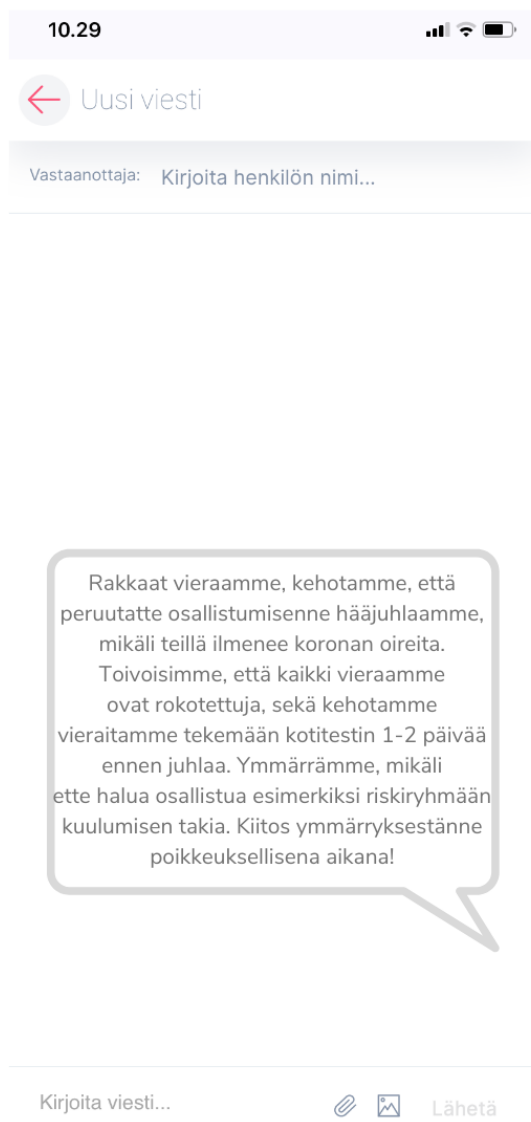 10.29
Uusi viesti
Vastaanottaja: Kirjoita henkilön nimi...
Rakkaat vieraamme, kehotamme, että
peruutatte osallistumisenne hääjuhlaamme,
mikäli teillä ilmenee koronan oireita.
Toivoisimme, että kaikki vieraamme
ovat rokotettuja, sekä kehotamme
vieraitamme tekemään kotitestin 1-2 päivää
ennen juhlaa. Ymmärrämme, mikäli
ette halua osallistua esimerkiksi riskiryhmään
kuulumisen takia. Kiitos ymmärryksestänne
poikkeuksellisena aikana!
Kirjoita viesti... Lähetä